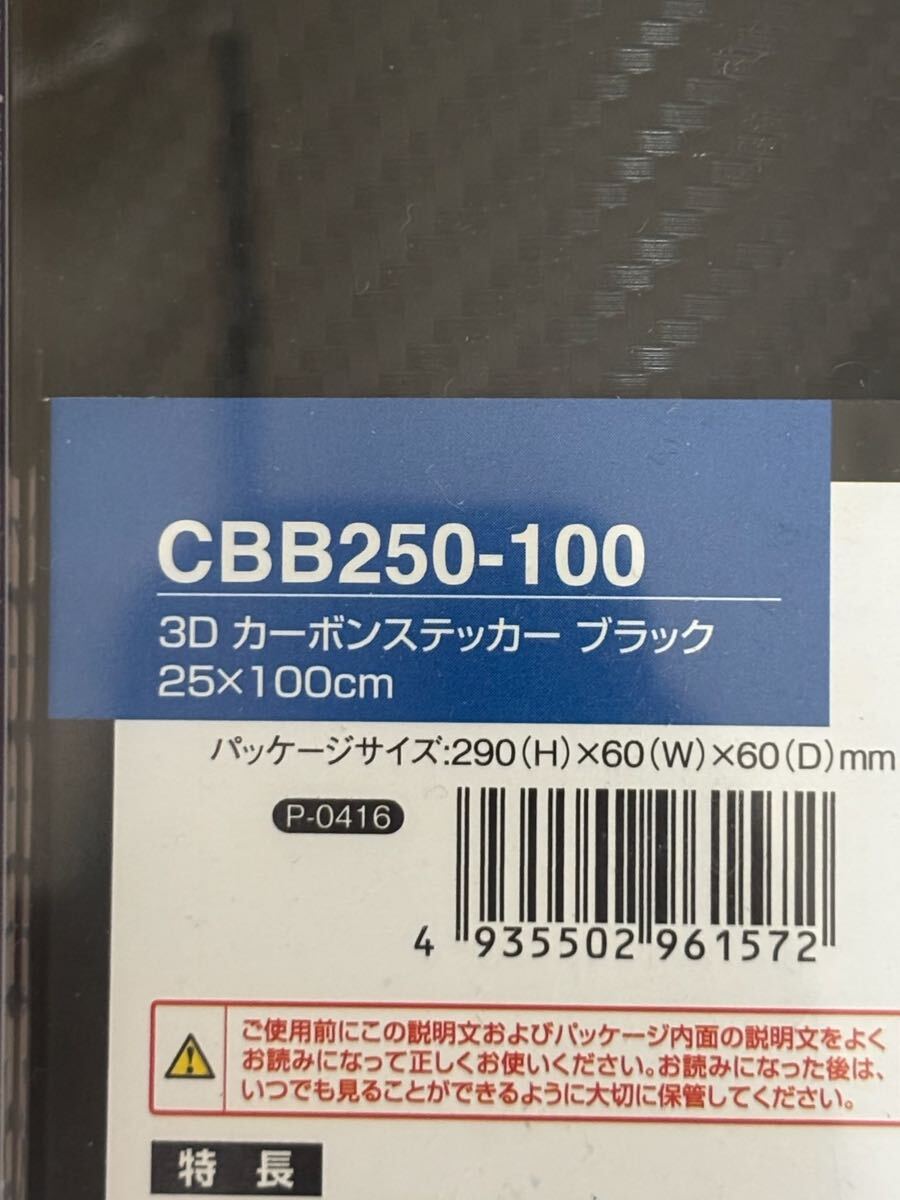 CBB250-100
3D カーボンステッカー ブラック
25×100cm
パッケージサイズ:290(H)×60(W)×60(D)mm
P-0416
4 935502 961572
ご使用前にこの説明文およびパッケージ内面の説明文をよく
お読みになって正しくお使いください。お読みになった後は、
いつでも見ることができるように大切に保管してください。
特 長